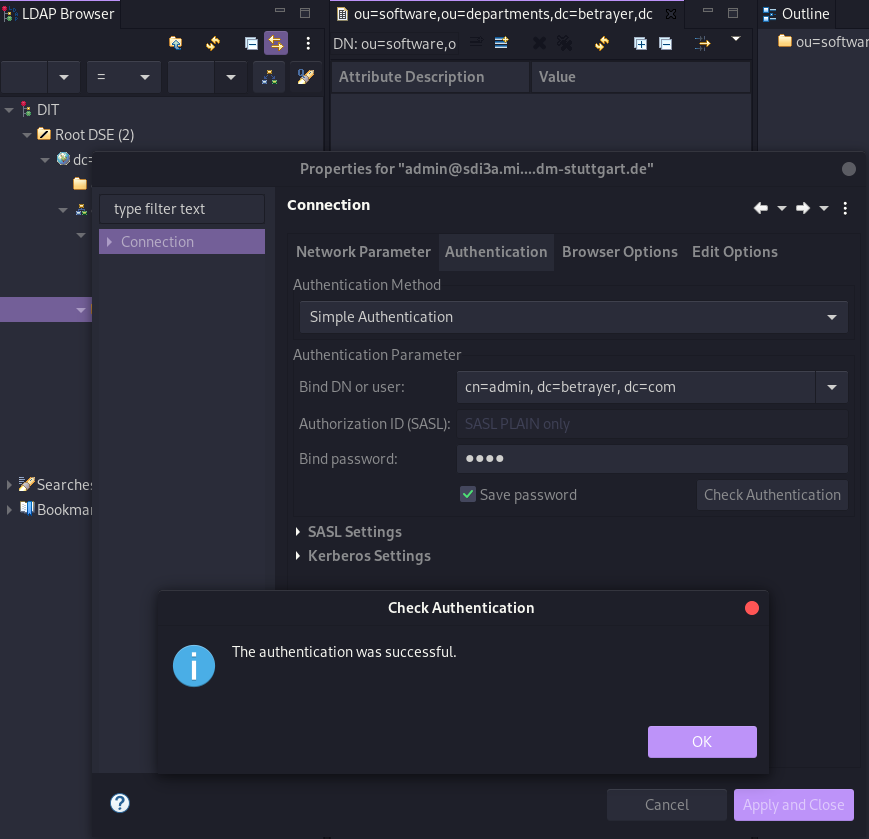 LDAP Browser
ou=software,ou=departments,dc=betrayer,dc
Outline
DN: ou=software,o
ou=softwar
=
Attribute Description
Value
DIT
Root DSE (2)
dc=
Properties for "admin@sdi3a.mi....dm-stuttgart.de"
type filter text
Connection
Connection
Network Parameter
Authentication
Browser Options
Edit Options
Authentication Method
Simple Authentication
Authentication Parameter
Bind DN or user:
cn=admin, dc=betrayer, dc=com
Authorization ID (SASL):
SASL PLAIN only
Bind password:
●●●●
Save password
Check Authentication
SASL Settings
Kerberos Settings
Searches
Bookmar
Check Authentication
The authentication was successful.
OK
Cancel
Apply and Close